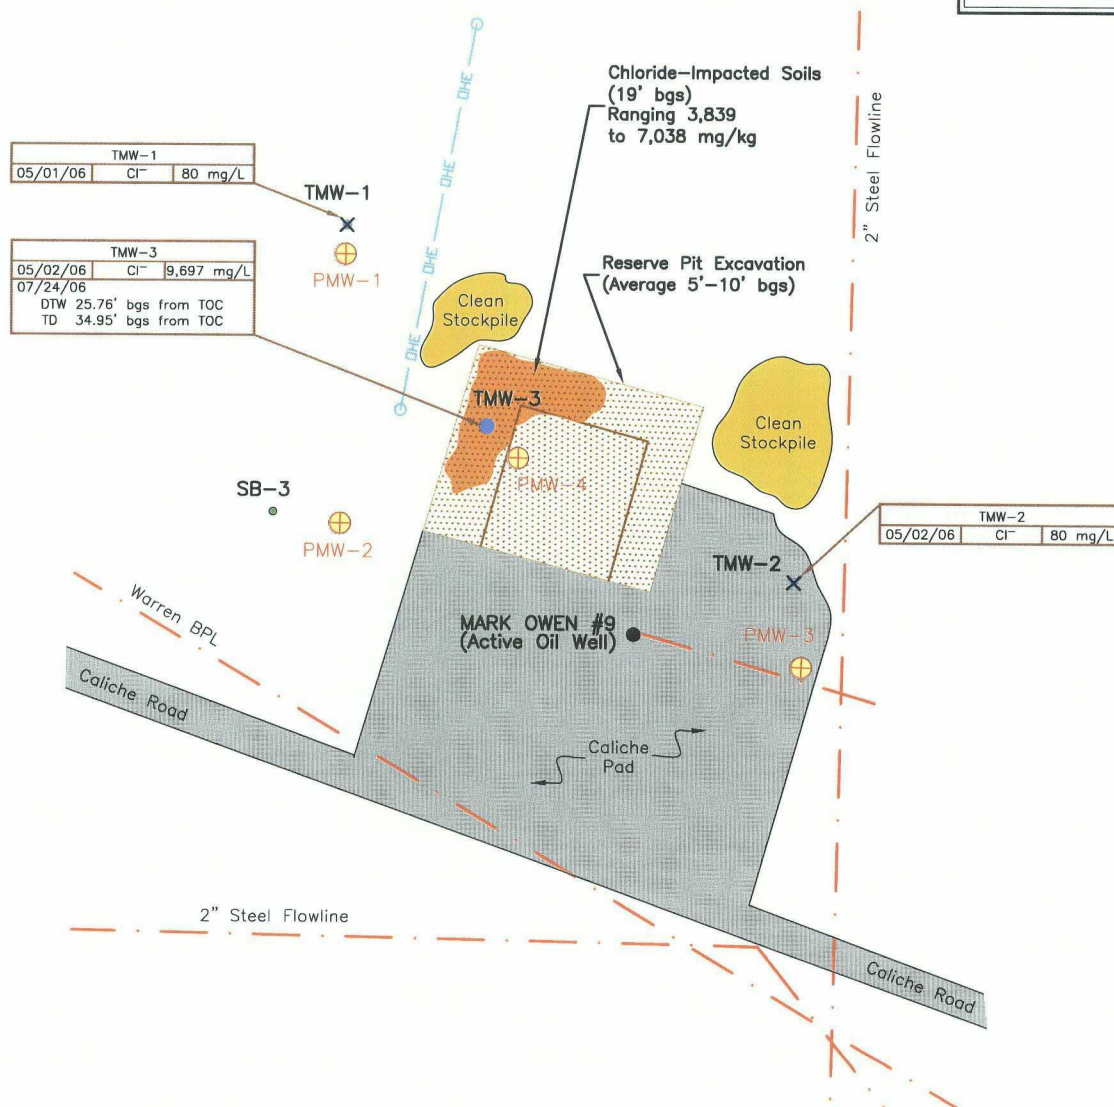 Chloride-Impacted Soils
(19' bgs)
Ranging 3,839
to 7,038 mg/kg
2" Steel Flowline
OHE
OHE
OHE
OHE
OHE
TMW-1
05/01/06 Cl⁻ 80 mg/L
TMW-1
PMW-1
TMW-3
05/02/06 Cl⁻ 9,697 mg/L
07/24/06
DTW 25.76' bgs from TOC
TD 34.95' bgs from TOC
Reserve Pit Excavation
(Average 5'-10' bgs)
Clean
Stockpile
TMW-3
Clean
Stockpile
PMW-4
SB-3
PMW-2
TMW-2
05/02/06 Cl⁻ 80 mg/L
TMW-2
Warren BPL
MARK OWEN #9
(Active Oil Well)
PMW-3
Caliche Road
Caliche
Pad
2" Steel Flowline
Caliche Road